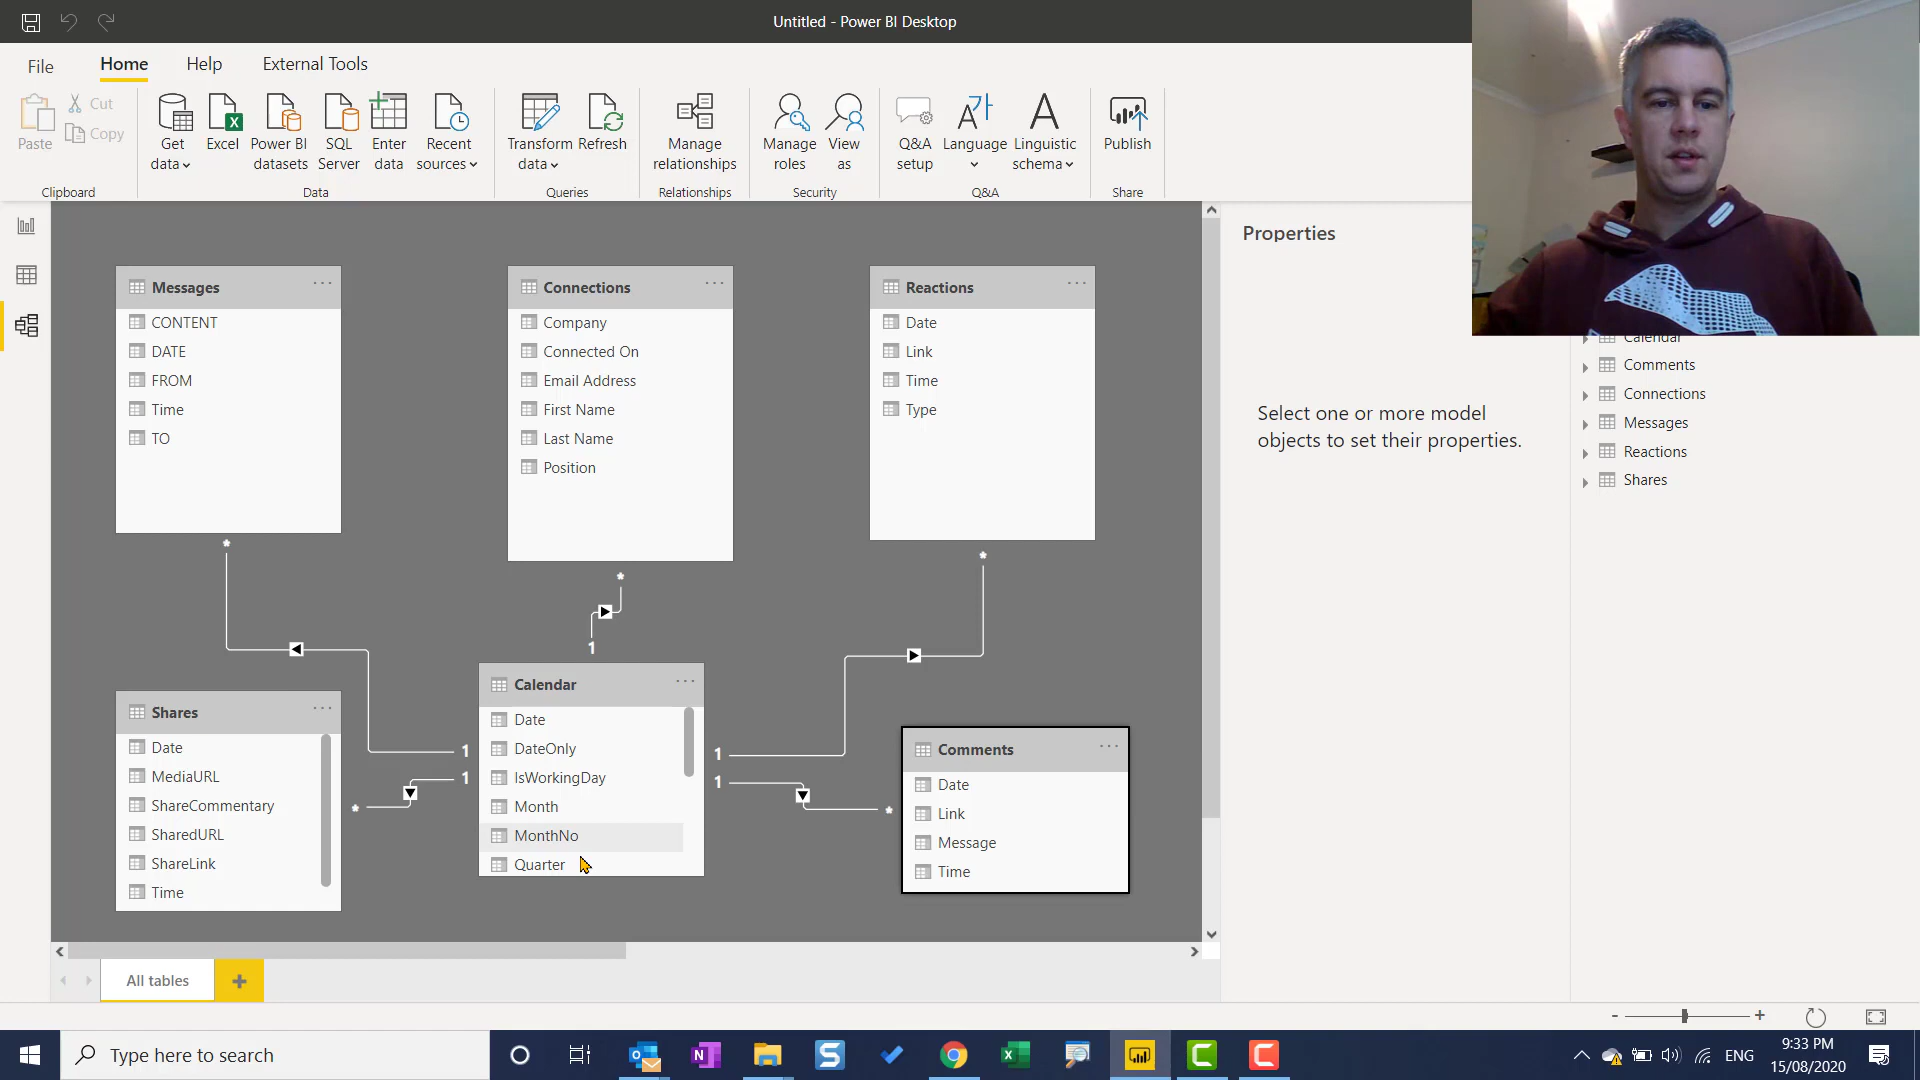 Untitled - Power BI Desktop
File
Home
Help
External Tools
Paste
Cut
Copy
Clipboard
Get data
Excel
Power BI datasets
SQL Server
Enter data
Recent sources
Data
Transform data
Refresh
Queries
Manage relationships
Relationships
Manage roles
View as
Security
Q&A setup
Language
Linguistic schema
Q&A
Publish
Share
Messages
CONTENT
DATE
FROM
Time
TO
Connections
Company
Connected On
Email Address
First Name
Last Name
Position
Reactions
Date
Link
Time
Type
*
*
*
1
Shares
Date
MediaURL
ShareCommentary
SharedURL
ShareLink
Time
*
1
1
Calendar
Date
DateOnly
IsWorkingDay
Month
MonthNo
Quarter
1
1
*
Comments
Date
Link
Message
Time
Properties
Select one or more model
objects to set their properties.
Calendar
Comments
Connections
Messages
Reactions
Shares
All tables
+
- +
Type here to search
ENG
9:33 PM
15/08/2020